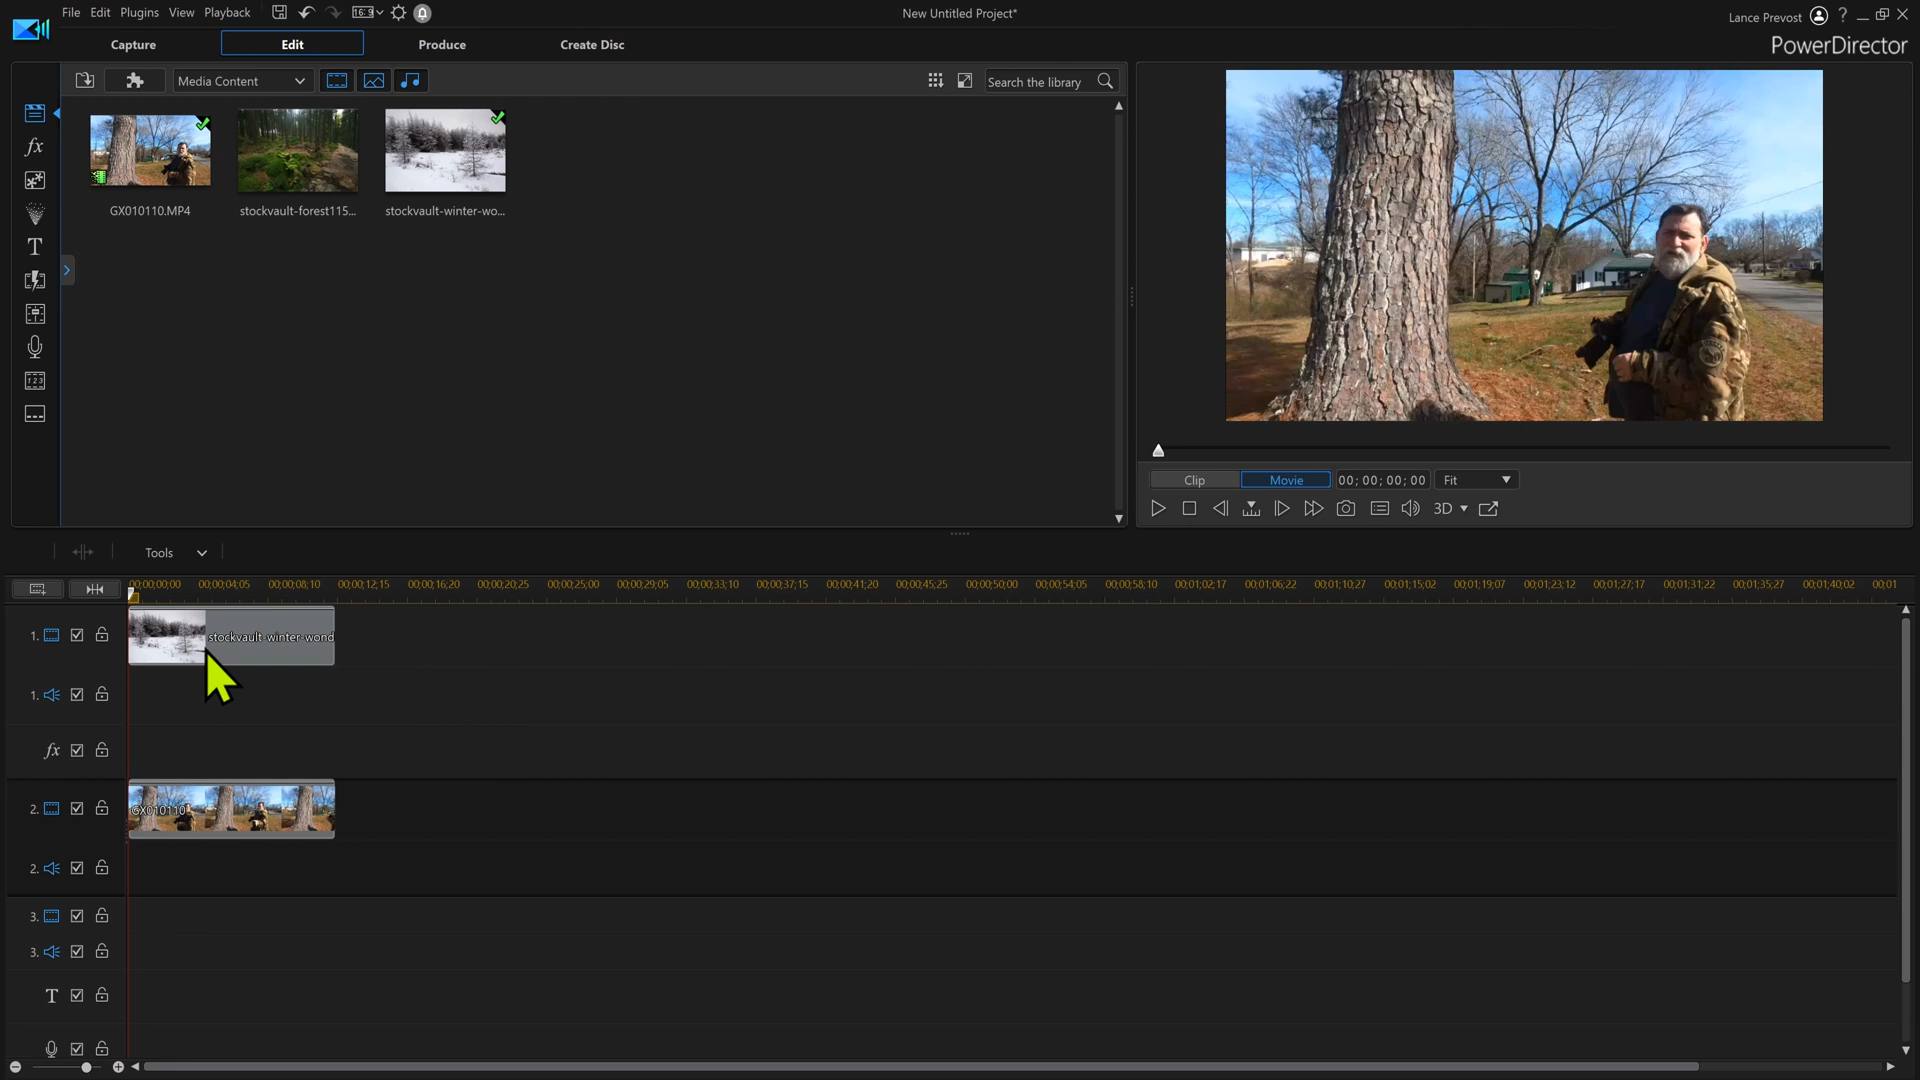 File Edit Plugins View Playback 16:9 New Untitled Project* Lance Prevost ?
Capture Edit Produce Create Disc PowerDirector
Media Content Search the library
fx
T
GX010110.MP4 stockvault-forest115... stockvault-winter-wo...
Clip Movie 00; 00; 00; 00 Fit
3D
Tools
00;00;00;00 00;00;04;05 00;00;08;10 00;00;12;15 00;00;16;20 00;00;20;25 00;00;25;00 00;00;29;05 00;00;33;10 00;00;37;15 00;00;41;20 00;00;45;25 00;00;50;00 00;00;54;05 00;00;58;10 00;01;02;17 00;01;06;22 00;01;10;27 00;01;15;02 00;01;19;07 00;01;23;12 00;01;27;17 00;01;31;22 00;01;35;27 00;01;40;02 00;01
1. stockvault-winter-wond
1.
fx
2. GX010110
2.
3.
3.
T